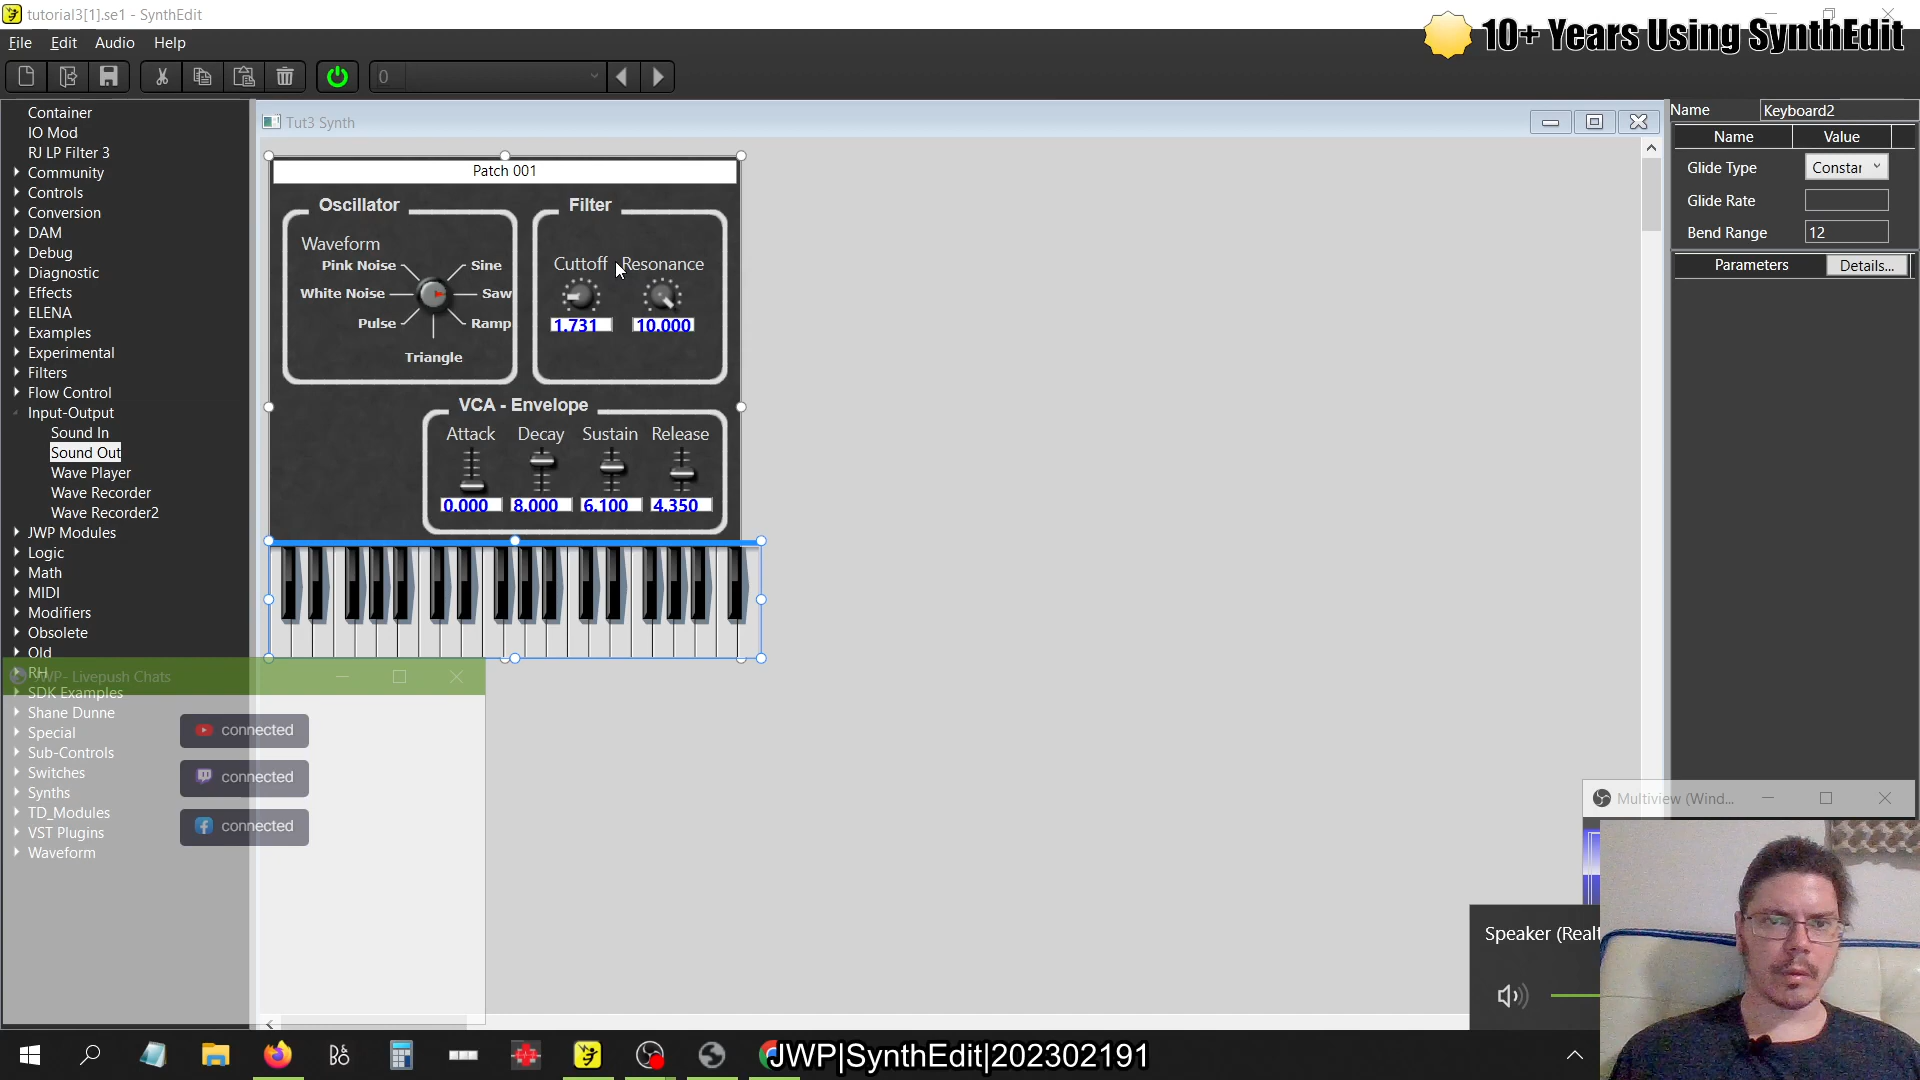 tutorial3[1].se1 - SynthEdit
10+ Years Using SynthEdit
File Edit Audio Help
0
Container
IO Mod
RJ LP Filter 3
Community
Controls
Conversion
DAM
Debug
Diagnostic
Effects
ELENA
Examples
Experimental
Filters
Flow Control
Input-Output
Sound In
Sound Out
Wave Player
Wave Recorder
Wave Recorder2
JWP Modules
Logic
Math
MIDI
Modifiers
Obsolete
Old
RH
SDK Examples
Shane Dunne
Special
Sub-Controls
Switches
Synths
TD_Modules
VST Plugins
Waveform
Tut3 Synth
Patch 001
Oscillator
Waveform
Pink Noise
Sine
White Noise
Saw
Pulse
Ramp
Triangle
Filter
Cuttoff Resonance
1.731 10.000
VCA - Envelope
Attack Decay Sustain Release
0.000 8.000 6.100 4.350
Name Keyboard2
Name Value
Glide Type Constar
Glide Rate
Bend Range 12
Parameters Details...
JWP- Livepush Chats
connected
connected
connected
Multiview (Wind...
Speaker (Realt
JWP|SynthEdit|202302191